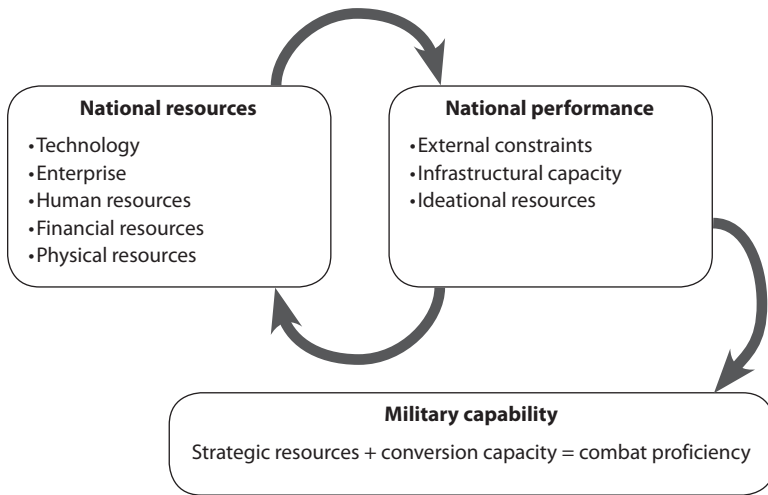 National resources
•Technology
•Enterprise
•Human resources
•Financial resources
•Physical resources
National performance
•External constraints
•Infrastructural capacity
•Ideational resources
Military capability
Strategic resources + conversion capacity = combat proficiency